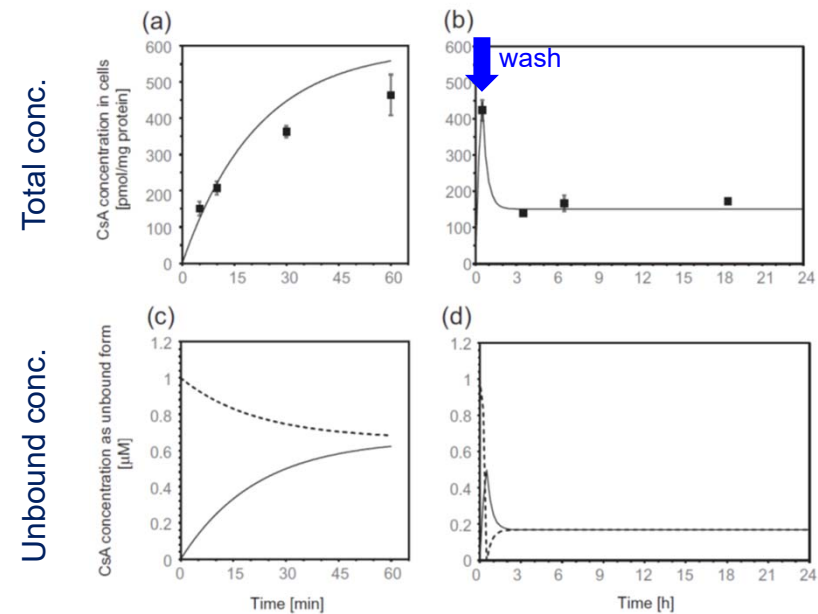 (a)
(b)
Total conc.
CsA concentration in cells
[pmol/mg protein]
600
500
400
300
200
100
0
0 15 30 45 60
wash
600
500
400
300
200
100
0
0 3 6 9 12 15 18 21 24
(c)
(d)
Unbound conc.
CsA concentration as unbound form
[μM]
1.2
1
0.8
0.6
0.4
0.2
0
0 15 30 45 60
Time [min]
1.2
1
0.8
0.6
0.4
0.2
0
0 3 6 9 12 15 18 21 24
Time [h]